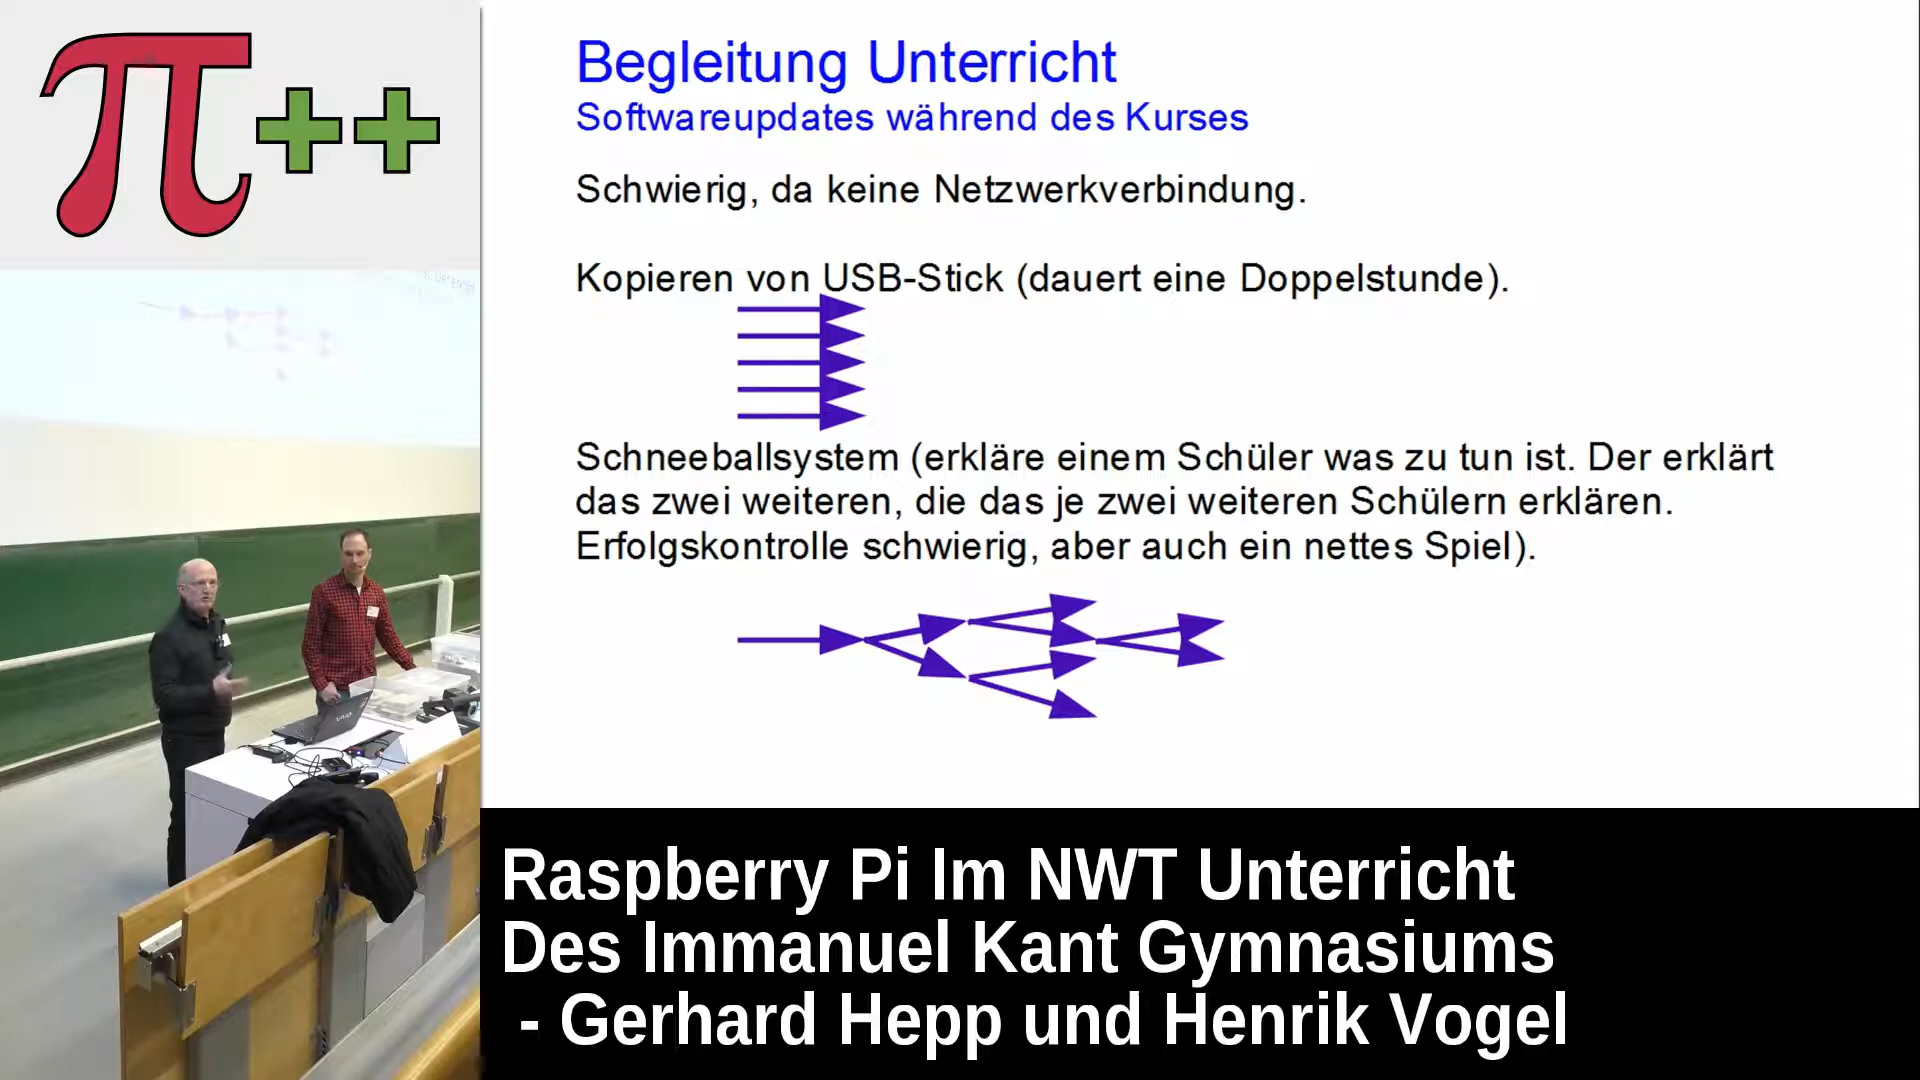 π++
Begleitung Unterricht
Softwareupdates während des Kurses
Schwierig, da keine Netzwerkverbindung.
Kopieren von USB-Stick (dauert eine Doppelstunde).
Schneeballsystem (erkläre einem Schüler was zu tun ist. Der erklärt
das zwei weiteren, die das je zwei weiteren Schülern erklären.
Erfolgskontrolle schwierig, aber auch ein nettes Spiel).
VAIO
Raspberry Pi Im NWT Unterricht
Des Immanuel Kant Gymnasiums
- Gerhard Hepp und Henrik Vogel